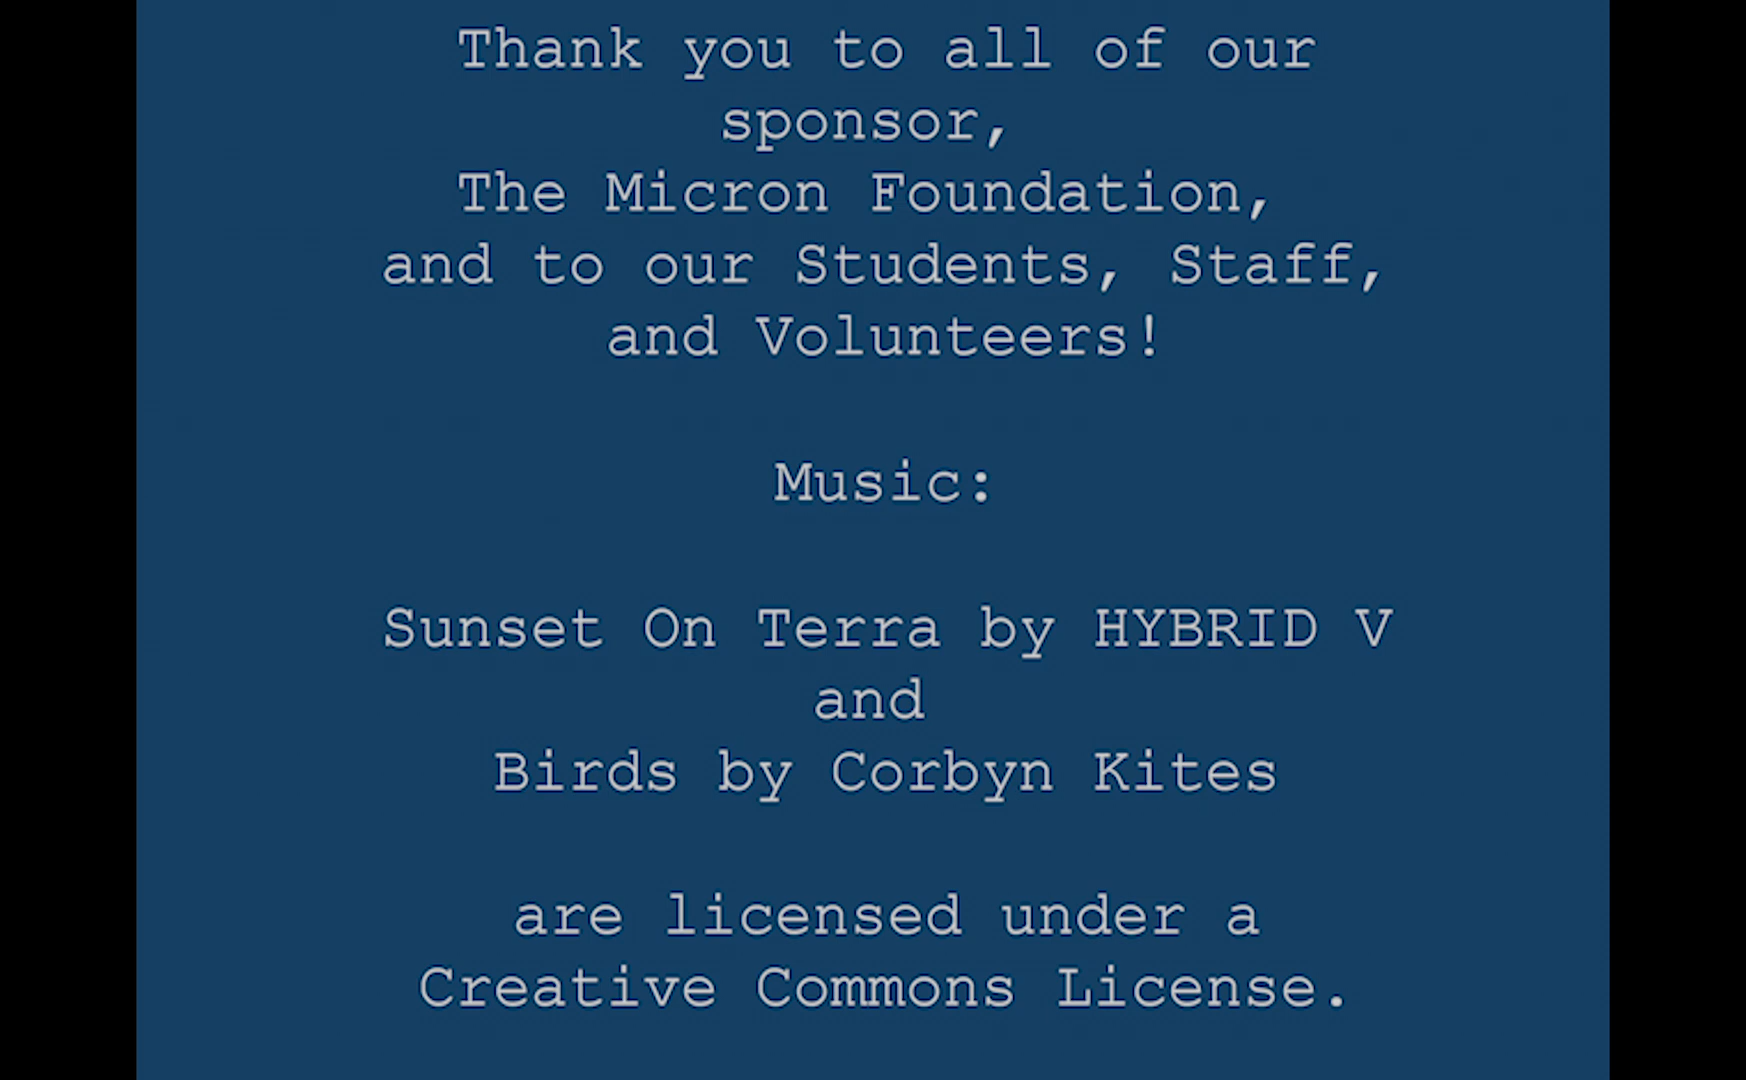 Thank you to all of our
sponsor,
The Micron Foundation,
and to our Students, Staff,
and Volunteers!
Music:
Sunset On Terra by HYBRID V
and
Birds by Corbyn Kites
are licensed under a
Creative Commons License.